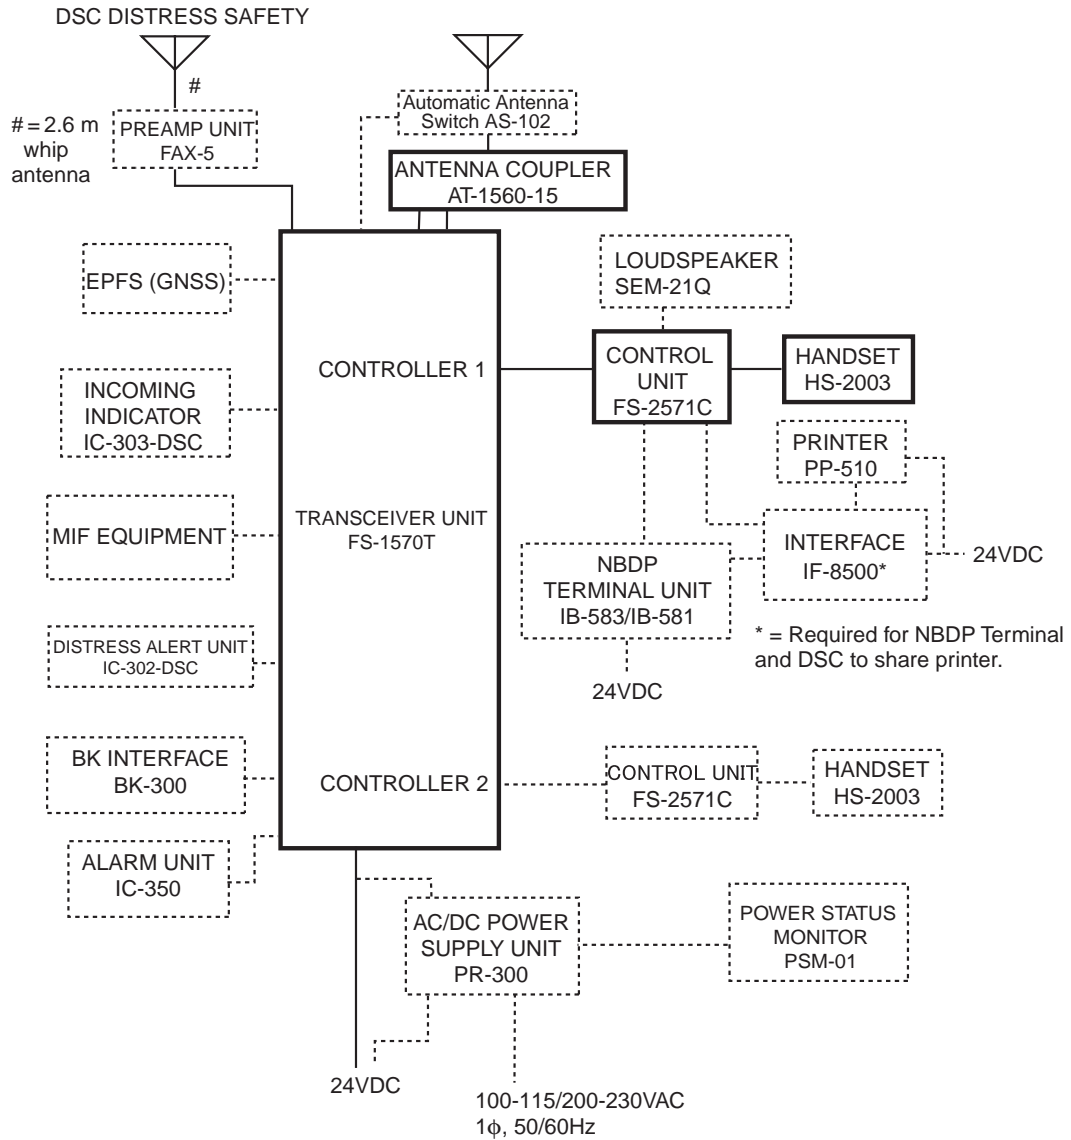 DSC DISTRESS SAFETY
#
# = 2.6 m
whip
antenna
PREAMP UNIT
FAX-5
Automatic Antenna
Switch AS-102
ANTENNA COUPLER
AT-1560-15
EPFS (GNSS)
LOUDSPEAKER
SEM-21Q
CONTROLLER 1
CONTROL
UNIT
FS-2571C
HANDSET
HS-2003
INCOMING
INDICATOR
IC-303-DSC
PRINTER
PP-510
MIF EQUIPMENT
TRANSCEIVER UNIT
FS-1570T
NBDP
TERMINAL UNIT
IB-583/IB-581
INTERFACE
IF-8500*
24VDC
* = Required for NBDP Terminal
and DSC to share printer.
24VDC
DISTRESS ALERT UNIT
IC-302-DSC
BK INTERFACE
BK-300
CONTROLLER 2
CONTROL UNIT
FS-2571C
HANDSET
HS-2003
ALARM UNIT
IC-350
AC/DC POWER
SUPPLY UNIT
PR-300
POWER STATUS
MONITOR
PSM-01
24VDC
100-115/200-230VAC
1ϕ, 50/60Hz